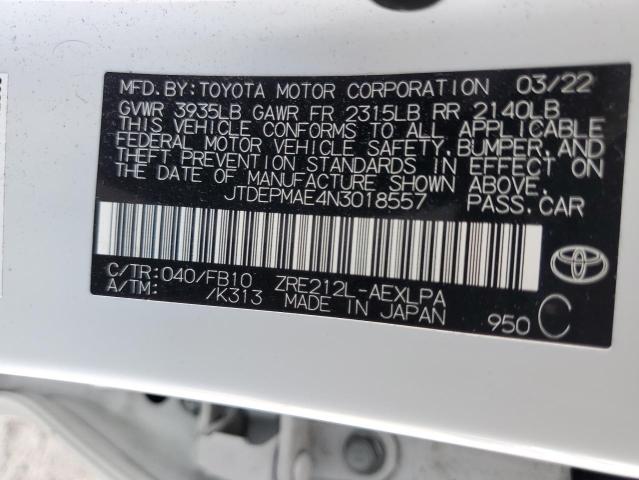 MFD. BY: TOYOTA MOTOR CORPORATION 03/22
GVWR 3935LB GAWR FR 2315LB RR 2140LB
THIS VEHICLE CONFORMS TO ALL APPLICABLE
FEDERAL MOTOR VEHICLE SAFETY, BUMPER, AND
THEFT PREVENTION STANDARDS IN EFFECT ON
THE DATE OF MANUFACTURE SHOWN ABOVE.
JTDEPMAE4N3018557 PASS. CAR
C/TR: 040/FB10 ZRE212L-AEXLPA
A/TM: /K313 MADE IN JAPAN 950 C